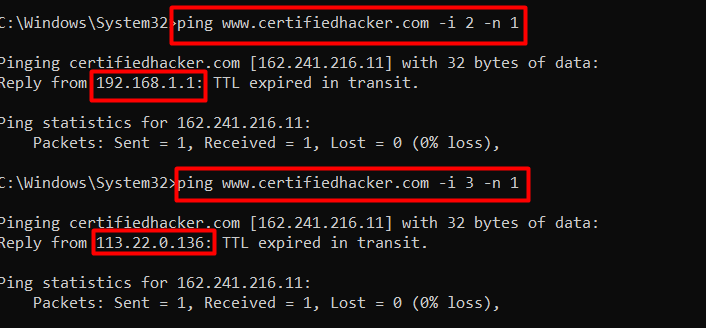 C:\Windows\System32>ping www.certifiedhacker.com -i 2 -n 1
Pinging certifiedhacker.com [162.241.216.11] with 32 bytes of data:
Reply from 192.168.1.1: TTL expired in transit.
Ping statistics for 162.241.216.11:
Packets: Sent = 1, Received = 1, Lost = 0 (0% loss),
C:\Windows\System32>ping www.certifiedhacker.com -i 3 -n 1
Pinging certifiedhacker.com [162.241.216.11] with 32 bytes of data:
Reply from 113.22.0.136: TTL expired in transit.
Ping statistics for 162.241.216.11:
Packets: Sent = 1, Received = 1, Lost = 0 (0% loss),